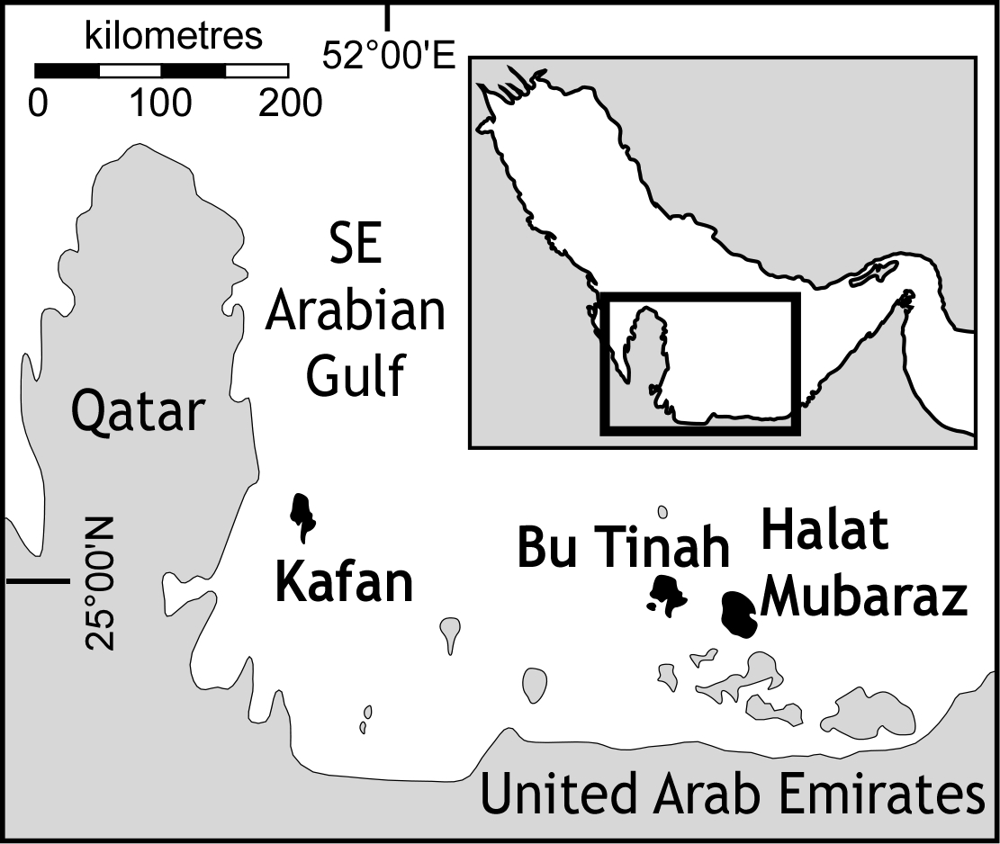 kilometres
0 100 200
52°00'E
SE
Arabian
Gulf
Qatar
25°00'N
Kafan
Bu Tinah
Halat
Mubaraz
United Arab Emirates